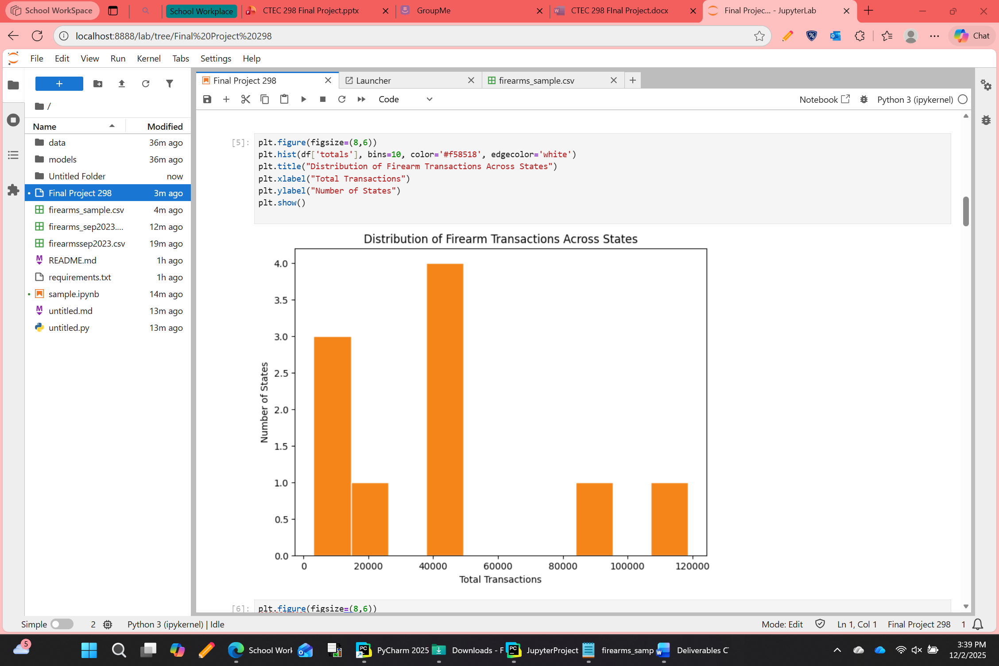 School WorkSpace
School Workplace
CTEC 298 Final Project.pptx
GroupMe
CTEC 298 FInal Project.docx
Final Projec... - JupyterLab
localhost:8888/lab/tree/Final%20Project%20298
Chat
File Edit View Run Kernel Tabs Settings Help
Final Project 298
Launcher
firearms_sample.csv
Code
Notebook
Python 3 (ipykernel)
/
Name Modified
data 36m ago
models 36m ago
Untitled Folder now
Final Project 298 3m ago
firearms_sample.csv 4m ago
firearms_sep2023.... 12m ago
firearmssep2023.csv 19m ago
README.md 1h ago
requirements.txt 1h ago
sample.ipynb 14m ago
untitled.md 13m ago
untitled.py 13m ago
[5]:
plt.figure(figsize=(8,6))
plt.hist(df['totals'], bins=10, color='#f58518', edgecolor='white')
plt.title("Distribution of Firearm Transactions Across States")
plt.xlabel("Total Transactions")
plt.ylabel("Number of States")
plt.show()
Distribution of Firearm Transactions Across States
4.0
3.5
3.0
2.5
2.0
1.5
1.0
0.5
0.0
Number of States
0 20000 40000 60000 80000 100000 120000
Total Transactions
[6]: plt.figure(figsize=(8,6))
Simple 2 Python 3 (ipykernel) | Idle
Mode: Edit Ln 1, Col 1 Final Project 298 1
5
School Work
PyCharm 2025
Downloads - F
JupyterProject
firearms_samp
Deliverables C
3:39 PM
12/2/2025